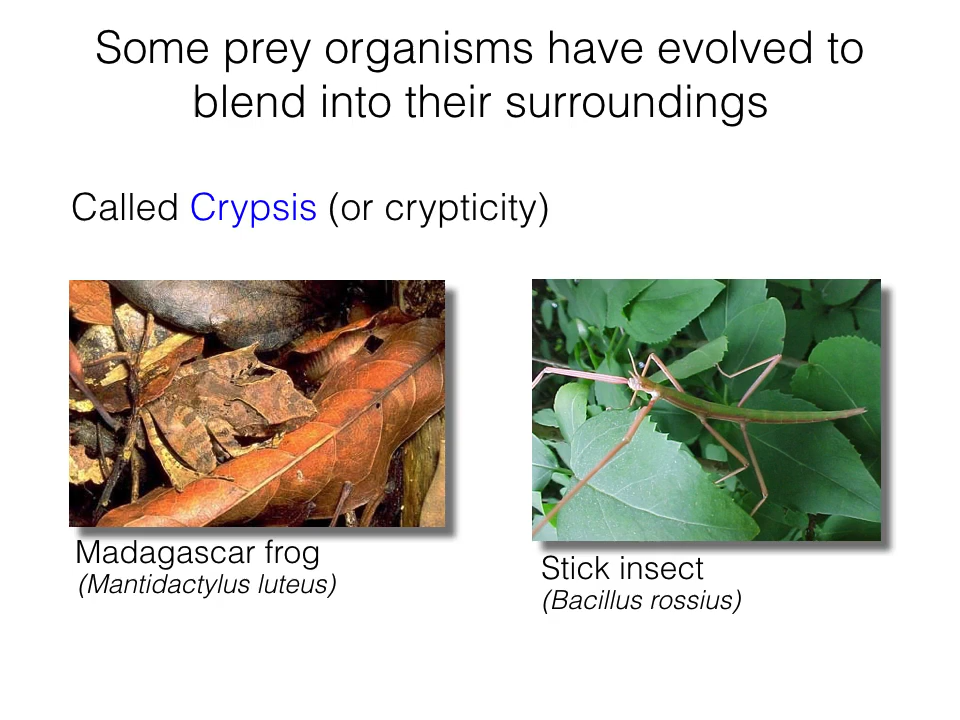 Some prey organisms have evolved to
blend into their surroundings
Called Crypsis (or crypticity)
Madagascar frog
(Mantidactylus luteus)
Stick insect
(Bacillus rossius)